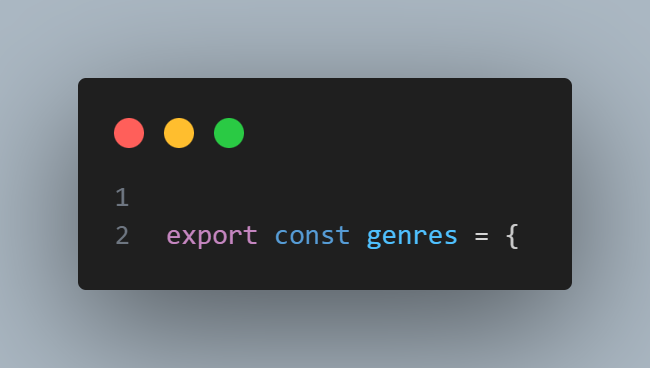 1
2 export const genres = {